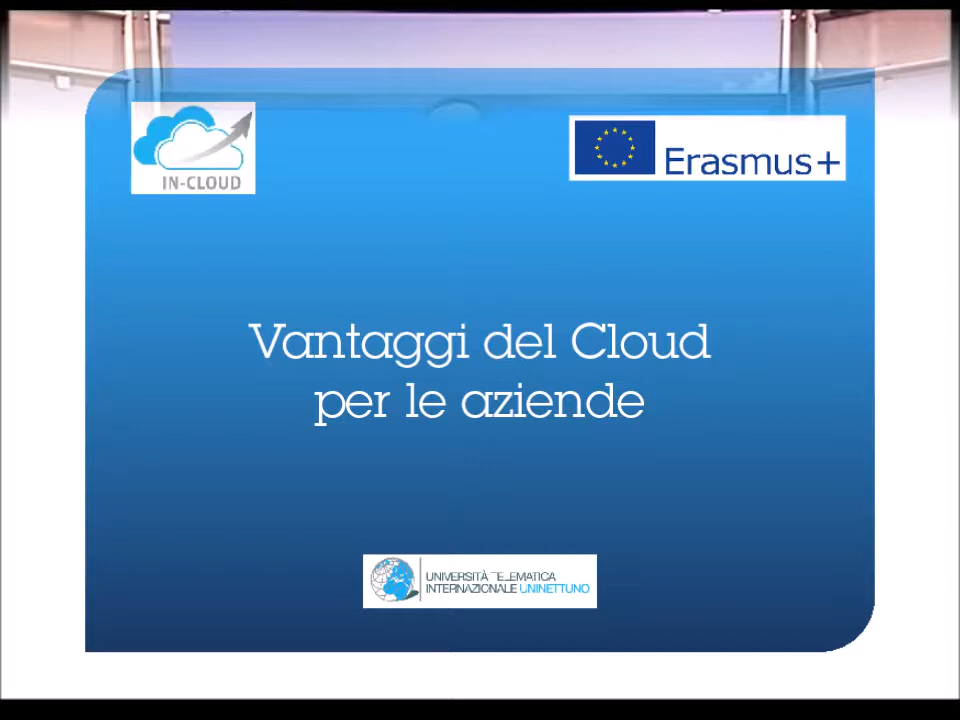 IN-CLOUD
Erasmus+
Vantaggi del Cloud
per le aziende
UNIVERSITÀ TELEMATICA
INTERNAZIONALE UNINETTUNO